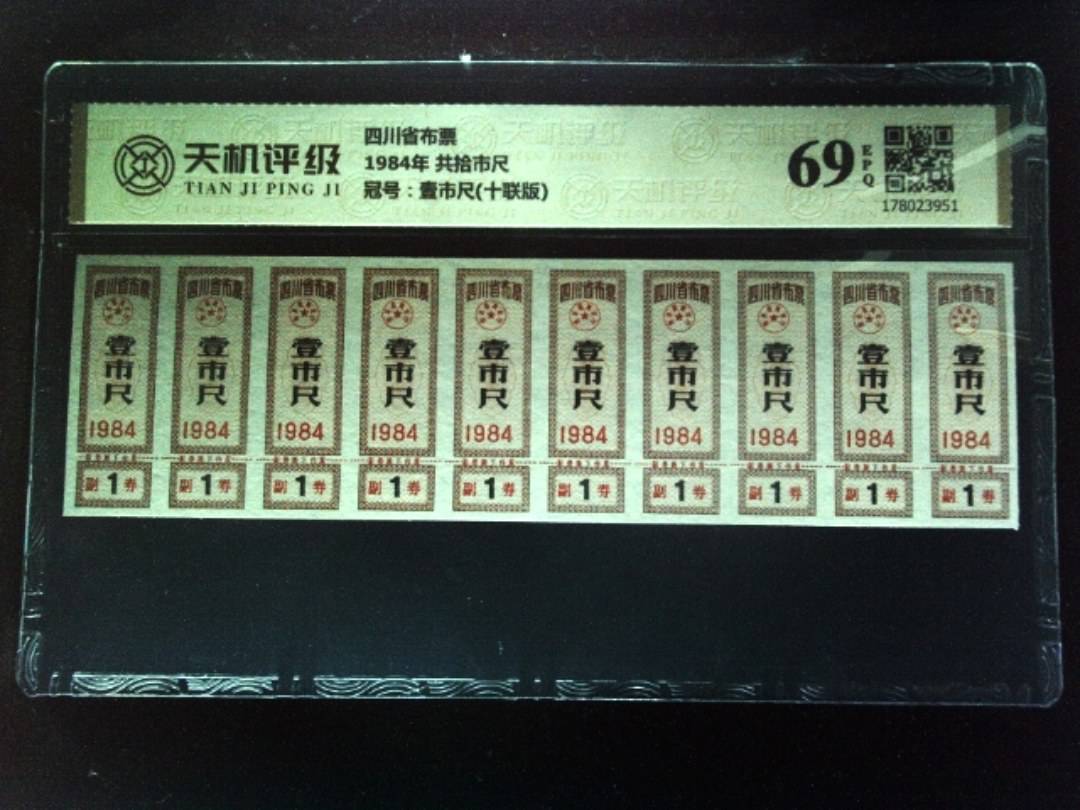 天机评级
TIAN JI PING JI
四川省布票
1984年 共拾市尺
冠号：壹市尺(十联版)
69
EPQ
178023951
四川省布票 四川省布票 四川省布票 四川省布票 四川省布票 四川省布票 四川省布票 四川省布票 四川省布票 四川省布票
壹市尺 壹市尺 壹市尺 壹市尺 壹市尺 壹市尺 壹市尺 壹市尺 壹市尺 壹市尺
1984 1984 1984 1984 1984 1984 1984 1984 1984 1984
副1券 副1券 副1券 副1券 副1券 副1券 副1券 副1券 副1券 副1券